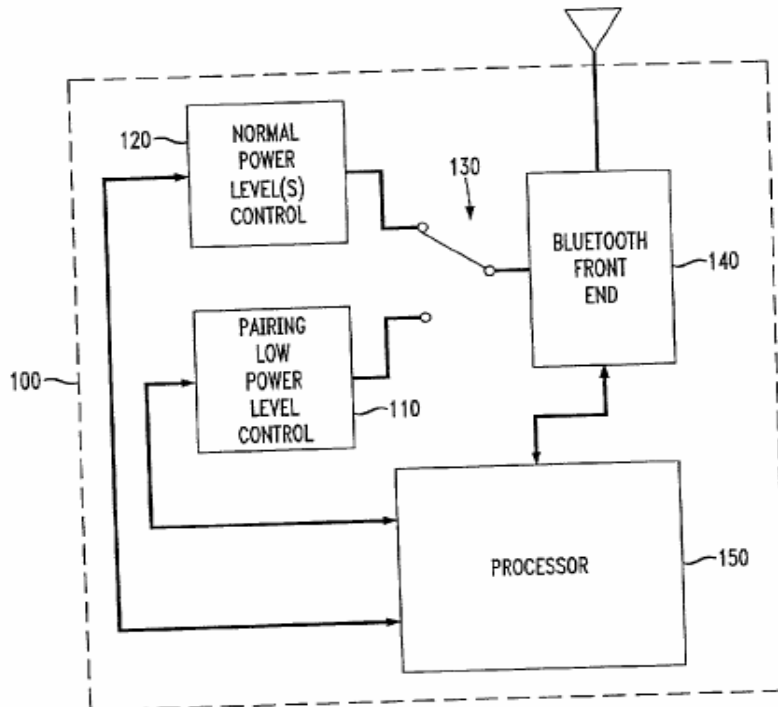 120
NORMAL
POWER
LEVEL(S)
CONTROL
130
BLUETOOTH
FRONT
END
140
100
PAIRING
LOW
POWER
LEVEL
CONTROL
110
PROCESSOR
150